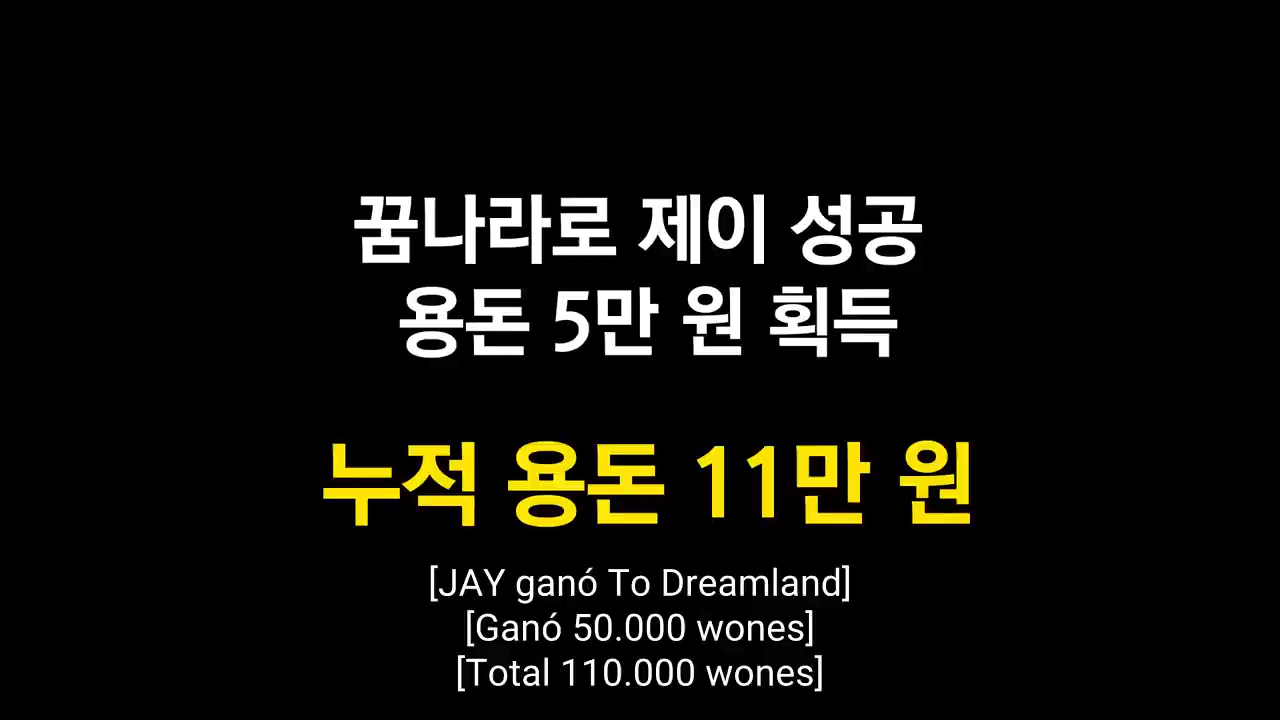 꿈나라로 제이 성공
용돈 5만 원 획득
누적 용돈 11만 원
[JAY ganó To Dreamland]
[Ganó 50.000 wones]
[Total 110.000 wones]